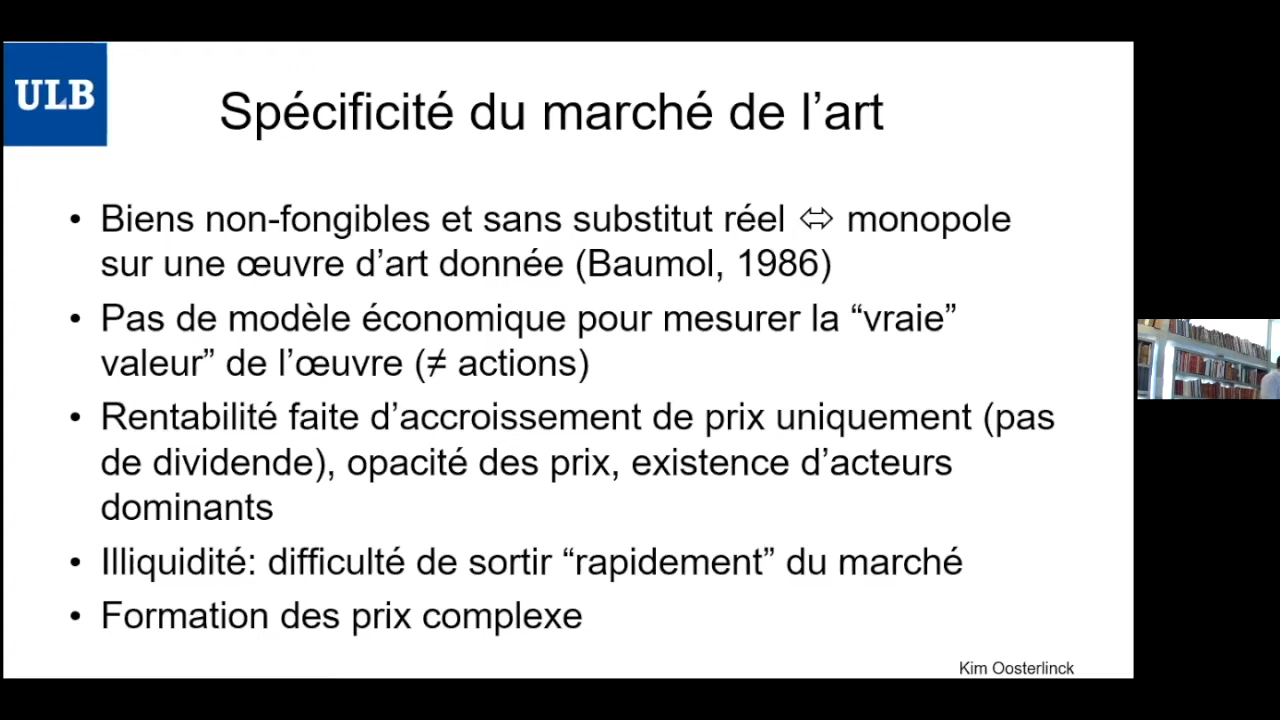 ULB
Spécificité du marché de l’art
• Biens non-fongibles et sans substitut réel ⇔ monopole
sur une œuvre d’art donnée (Baumol, 1986)
• Pas de modèle économique pour mesurer la “vraie”
valeur” de l’œuvre (≠ actions)
• Rentabilité faite d’accroissement de prix uniquement (pas
de dividende), opacité des prix, existence d’acteurs
dominants
• Illiquidité: difficulté de sortir “rapidement” du marché
• Formation des prix complexe
Kim Oosterlinck